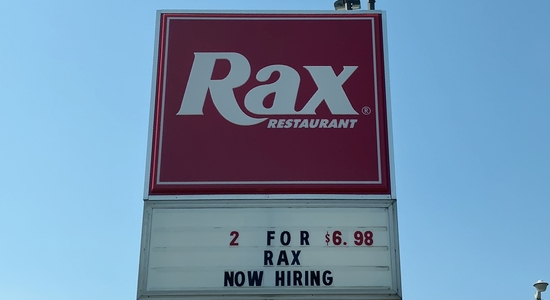 Rax®
RESTAURANT
2 FOR $6.98
RAX
NOW HIRING